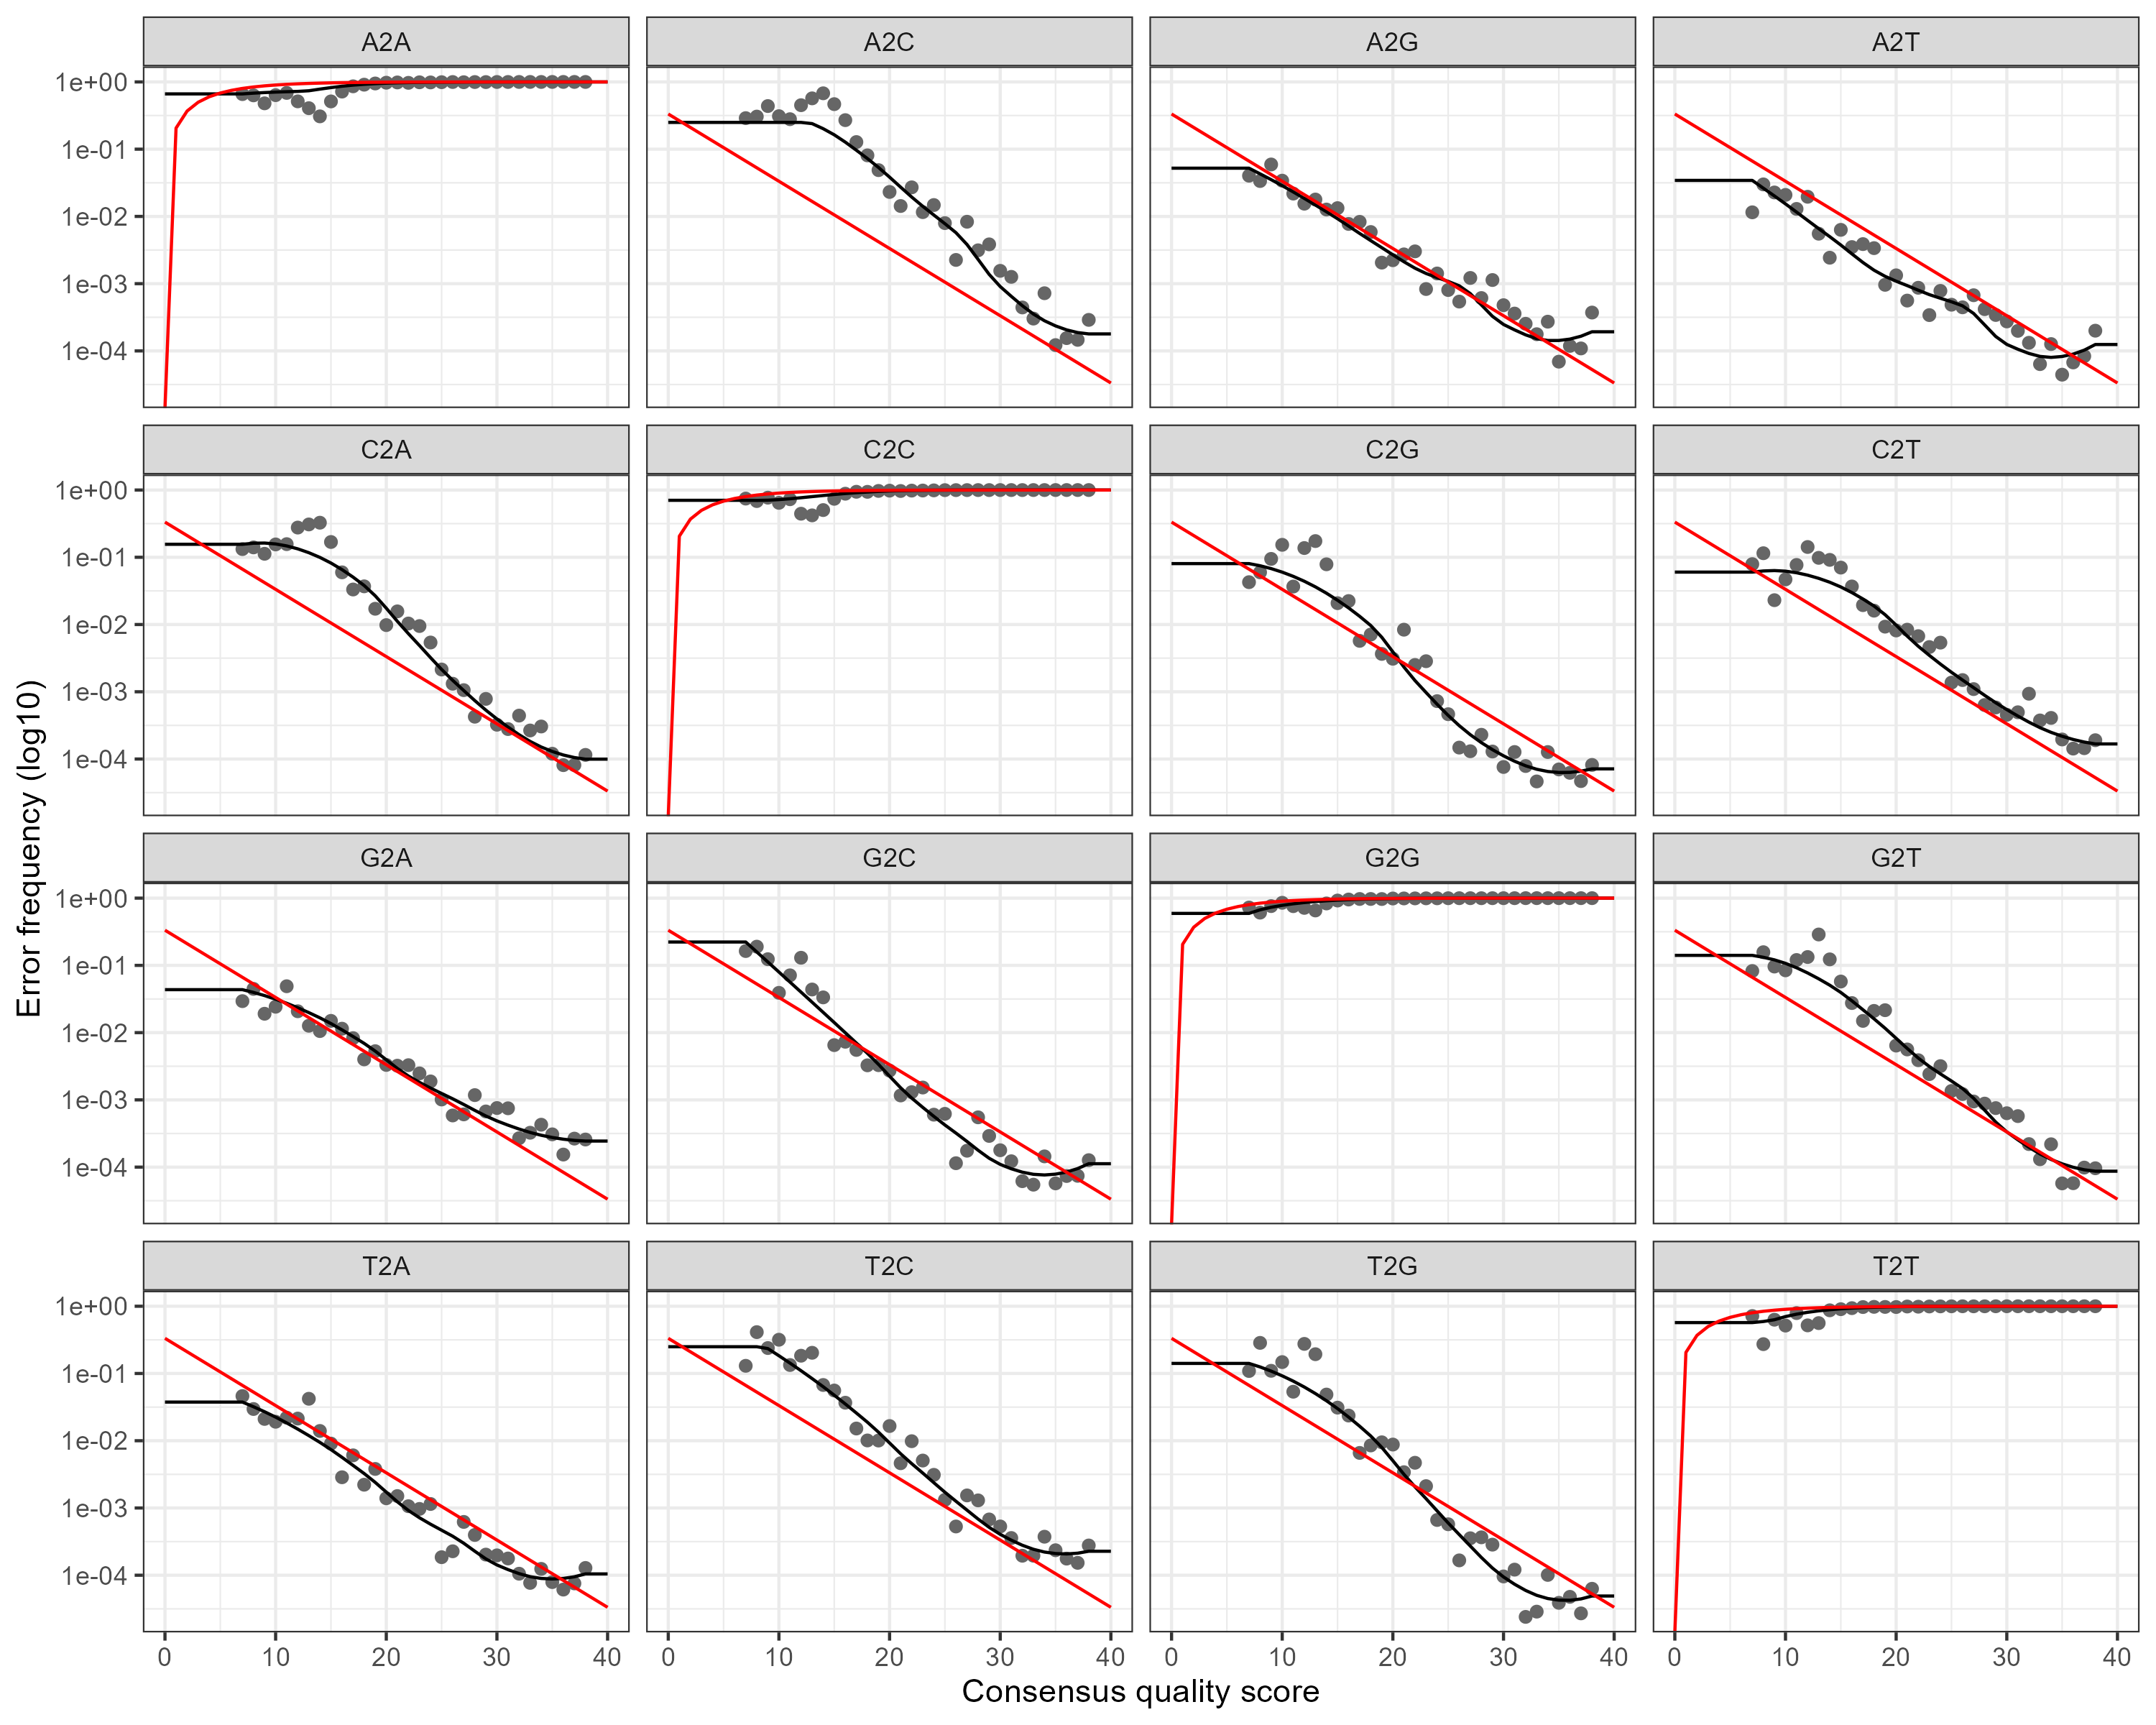 A2A A2C A2G A2T
1e+00
1e-01
1e-02
1e-03
1e-04
C2A C2C C2G C2T
1e+00
1e-01
1e-02
1e-03
1e-04
G2A G2C G2G G2T
1e+00
1e-01
1e-02
1e-03
1e-04
T2A T2C T2G T2T
1e+00
1e-01
1e-02
1e-03
1e-04
0 10 20 30 40 0 10 20 30 40 0 10 20 30 40 0 10 20 30 40
Consensus quality score
Error frequency (log10)